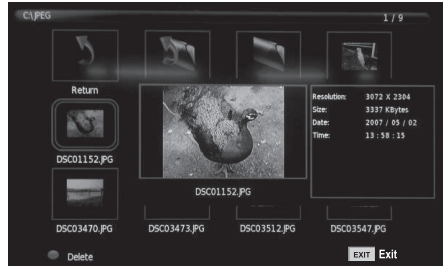 C:\JPEG 1 / 9
Return
Resolution: 3072 X 2304
Size: 3337 KBytes
Date: 2007 / 05 / 02
Time: 13 : 58 : 15
DSC01152.JPG
DSC01152.JPG
DSC03470.JPG DSC03473.JPG DSC03512.JPG DSC03547.JPG
Delete EXIT Exit